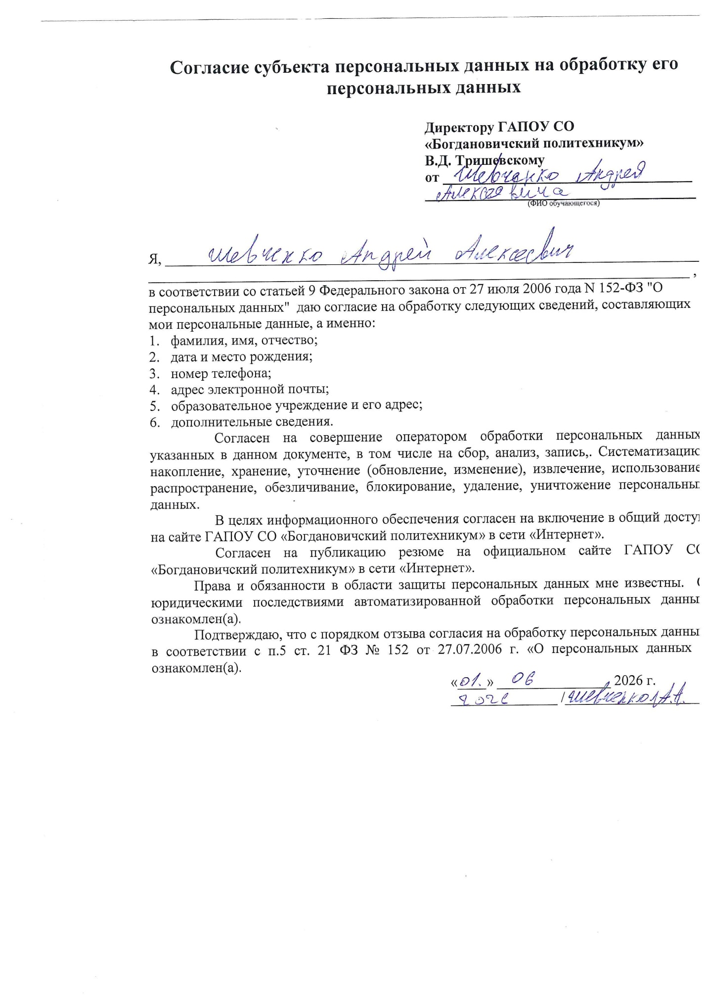 Согласие субъекта персональных данных на обработку его
персональных данных
Директору ГАПОУ СО
«Богдановичский политехникум»
В.Д. Тришевскому
от Шевченко Андрея
Алексеевича
(ФИО обучающегося)
Я, Шевченко Андрей Алексеевич
,
в соответствии со статьей 9 Федерального закона от 27 июля 2006 года N 152-ФЗ "О
персональных данных" даю согласие на обработку следующих сведений, составляющих
мои персональные данные, а именно:
1. фамилия, имя, отчество;
2. дата и место рождения;
3. номер телефона;
4. адрес электронной почты;
5. образовательное учреждение и его адрес;
6. дополнительные сведения.
Согласен на совершение оператором обработки персональных данных
указанных в данном документе, в том числе на сбор, анализ, запись,. Систематизацию
накопление, хранение, уточнение (обновление, изменение), извлечение, использование
распространение, обезличивание, блокирование, удаление, уничтожение персональны
данных.
В целях информационного обеспечения согласен на включение в общий досту
на сайте ГАПОУ СО «Богдановичский политехникум» в сети «Интернет».
Согласен на публикацию резюме на официальном сайте ГАПОУ СО
«Богдановичский политехникум» в сети «Интернет».
Права и обязанности в области защиты персональных данных мне известны. С
юридическими последствиями автоматизированной обработки персональных данны
ознакомлен(а).
Подтверждаю, что с порядком отзыва согласия на обработку персональных данны
в соответствии с п.5 ст. 21 ФЗ № 152 от 27.07.2006 г. «О персональных данных
ознакомлен(а).
«01.» 06 , 2026 г.
2026 / Шевченко А.А.